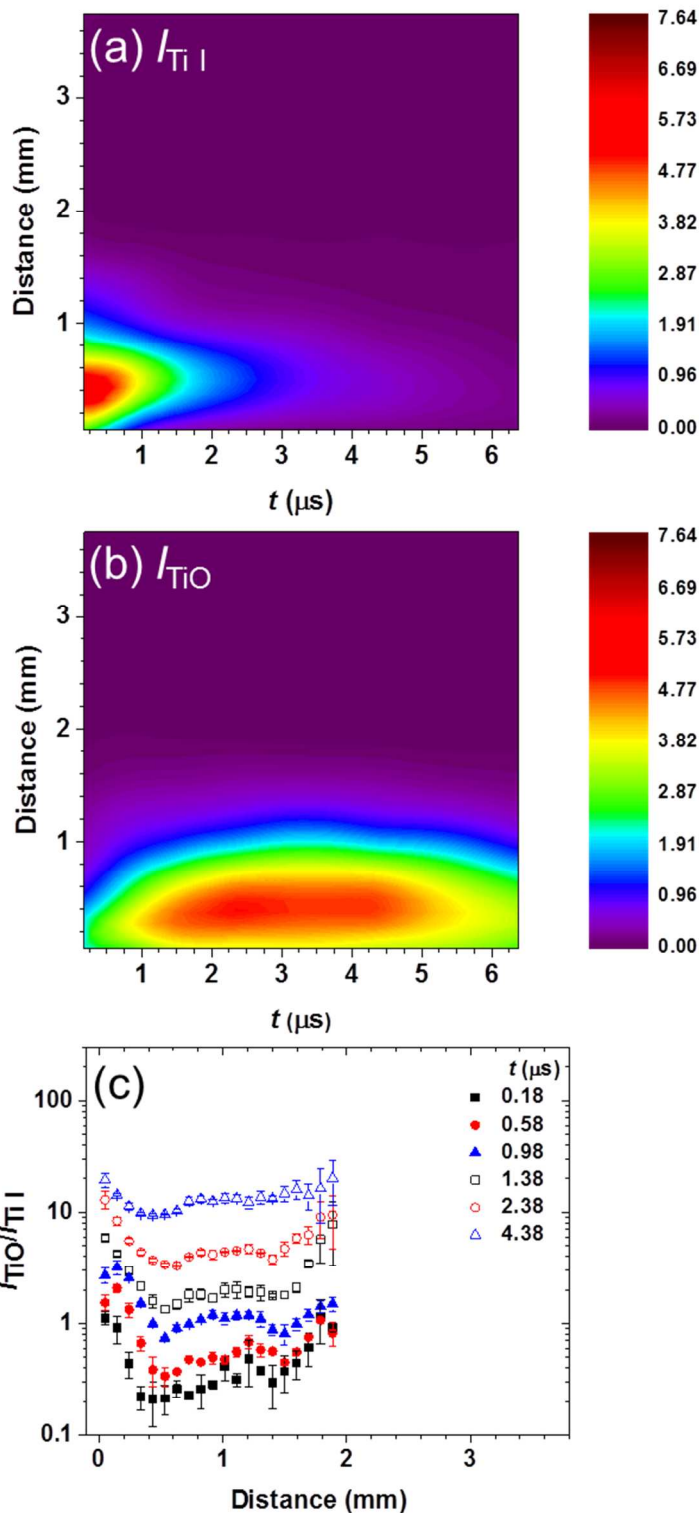 (a) I Ti I
Distance (mm)
3
2
1
1 2 3 4 5 6
t (μs)
7.64
6.69
5.73
4.77
3.82
2.87
1.91
0.96
0.00
(b) I TiO
Distance (mm)
3
2
1
1 2 3 4 5 6
t (μs)
7.64
6.69
5.73
4.77
3.82
2.87
1.91
0.96
0.00
(c)
I TiO/I Ti I
100
10
1
0.1
t (μs)
0.18
0.58
0.98
1.38
2.38
4.38
0 1 2 3
Distance (mm)